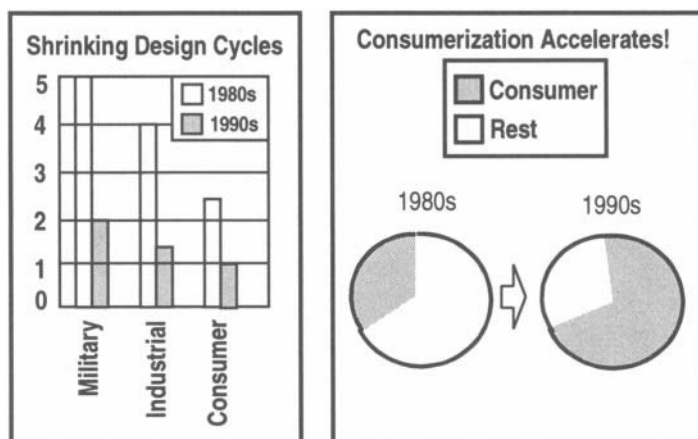 Shrinking Design Cycles
5
4
3
2
1
0
1980s
1990s
Military
Industrial
Consumer
Consumerization Accelerates!
Consumer
Rest
1980s
1990s